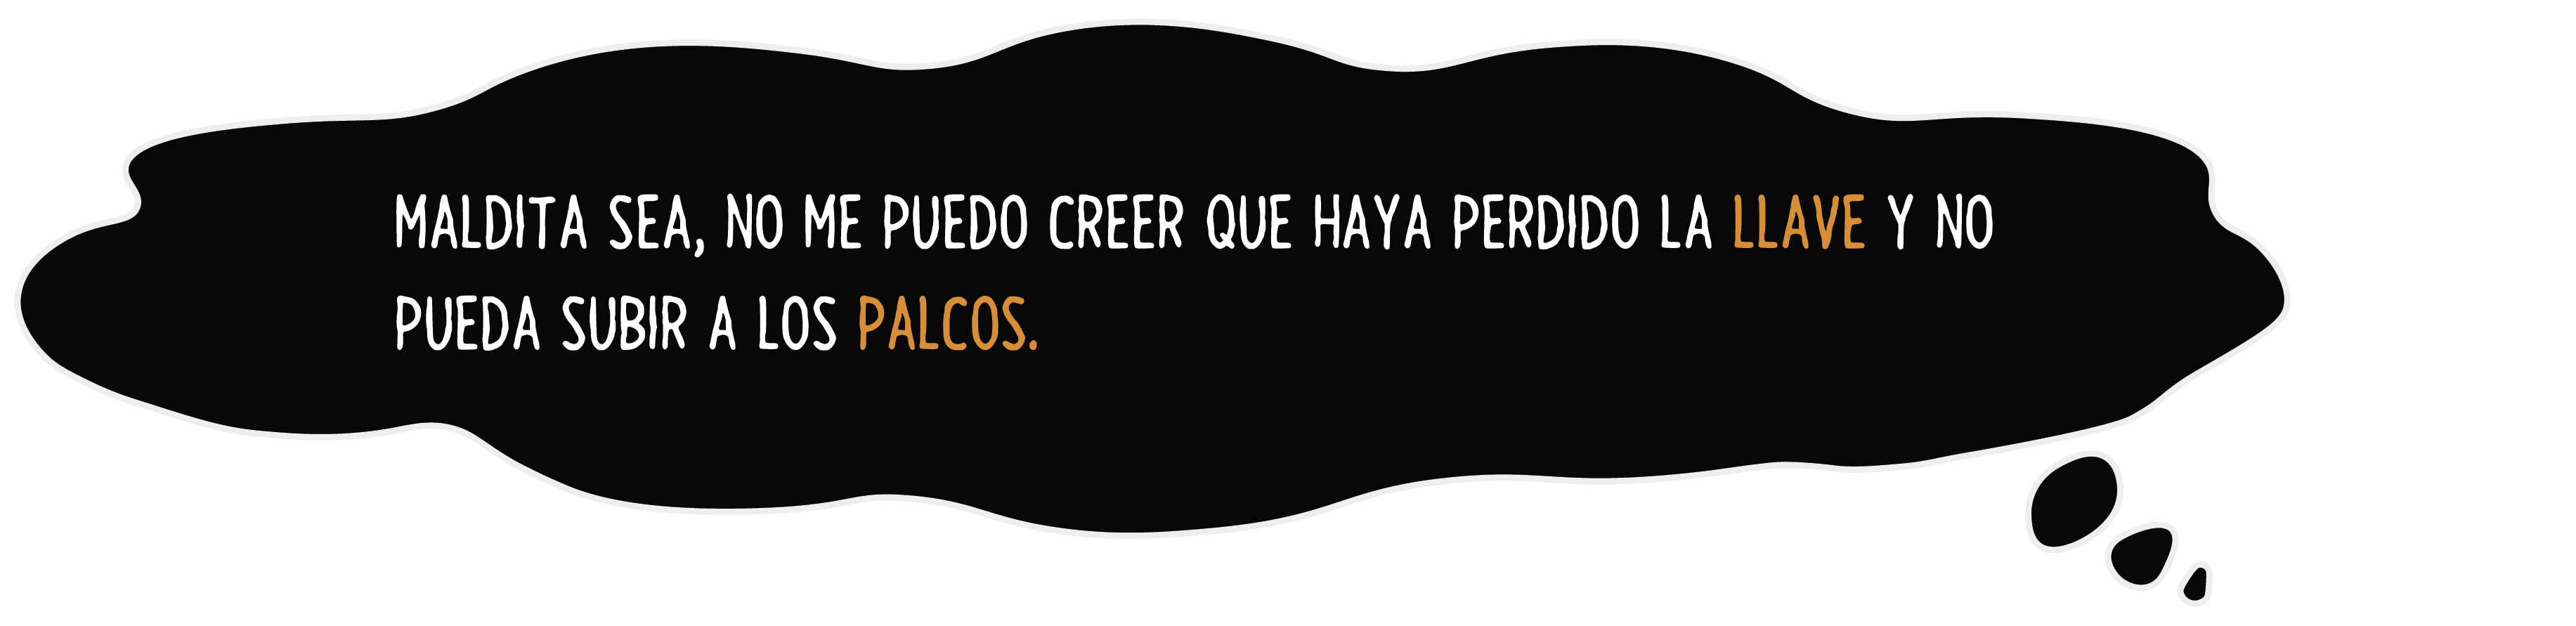 MALDITA SEA, NO ME PUEDO CREER QUE HAYA PERDIDO LA LLAVE Y NO
PUEDA SUBIR A LOS PALCOS.